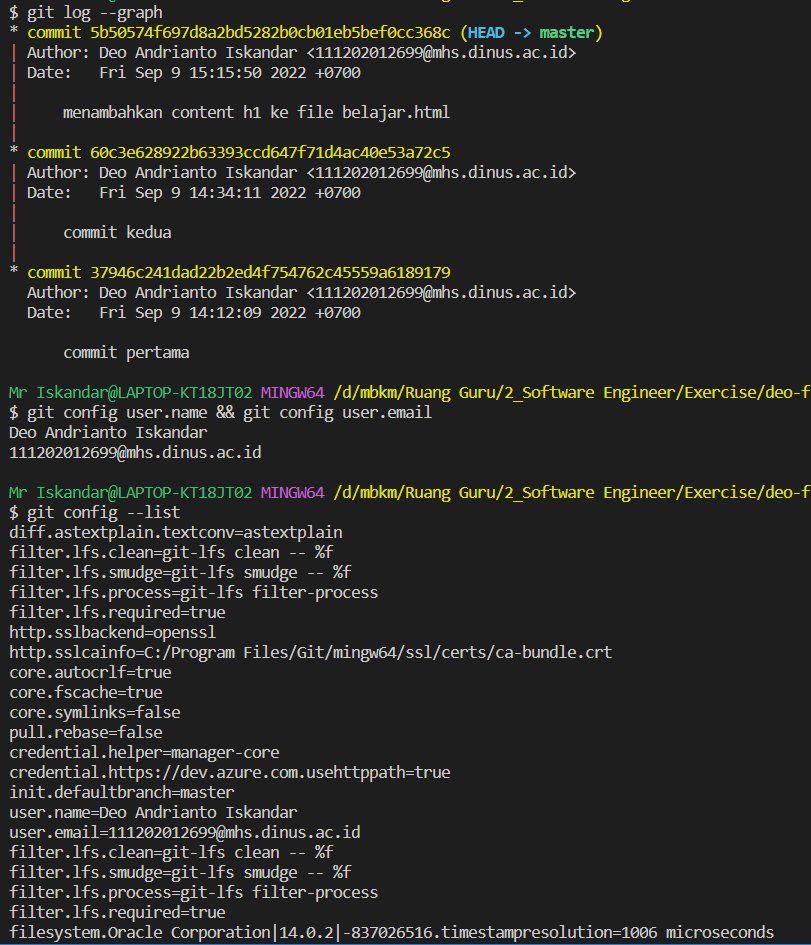 $ git log --graph
* commit 5b50574f697d8a2bd5282b0cb01eb5bef0cc368c (HEAD -> master)
| Author: Deo Andrianto Iskandar <111202012699@mhs.dinus.ac.id>
| Date:   Fri Sep 9 15:15:50 2022 +0700
|
|     menambahkan content h1 ke file belajar.html
|
* commit 60c3e628922b63393ccd647f71d4ac40e53a72c5
| Author: Deo Andrianto Iskandar <111202012699@mhs.dinus.ac.id>
| Date:   Fri Sep 9 14:34:11 2022 +0700
|
|     commit kedua
|
* commit 37946c241dad22b2ed4f754762c45559a6189179
  Author: Deo Andrianto Iskandar <111202012699@mhs.dinus.ac.id>
  Date:   Fri Sep 9 14:12:09 2022 +0700
      commit pertama
Mr Iskandar@LAPTOP-KT18JT02 MINGW64 /d/mbkm/Ruang Guru/2_Software Engineer/Exercise/deo-f
$ git config user.name && git config user.email
Deo Andrianto Iskandar
111202012699@mhs.dinus.ac.id
Mr Iskandar@LAPTOP-KT18JT02 MINGW64 /d/mbkm/Ruang Guru/2_Software Engineer/Exercise/deo-f
$ git config --list
diff.astextplain.textconv=astextplain
filter.lfs.clean=git-lfs clean -- %f
filter.lfs.smudge=git-lfs smudge -- %f
filter.lfs.process=git-lfs filter-process
filter.lfs.required=true
http.sslbackend=openssl
http.sslcainfo=C:/Program Files/Git/mingw64/ssl/certs/ca-bundle.crt
core.autocrlf=true
core.fscache=true
core.symlinks=false
pull.rebase=false
credential.helper=manager-core
credential.https://dev.azure.com.usehttppath=true
init.defaultbranch=master
user.name=Deo Andrianto Iskandar
user.email=111202012699@mhs.dinus.ac.id
filter.lfs.clean=git-lfs clean -- %f
filter.lfs.smudge=git-lfs smudge -- %f
filter.lfs.process=git-lfs filter-process
filter.lfs.required=true
filesystem.Oracle Corporation|14.0.2|-837026516.timestampresolution=1006 microseconds